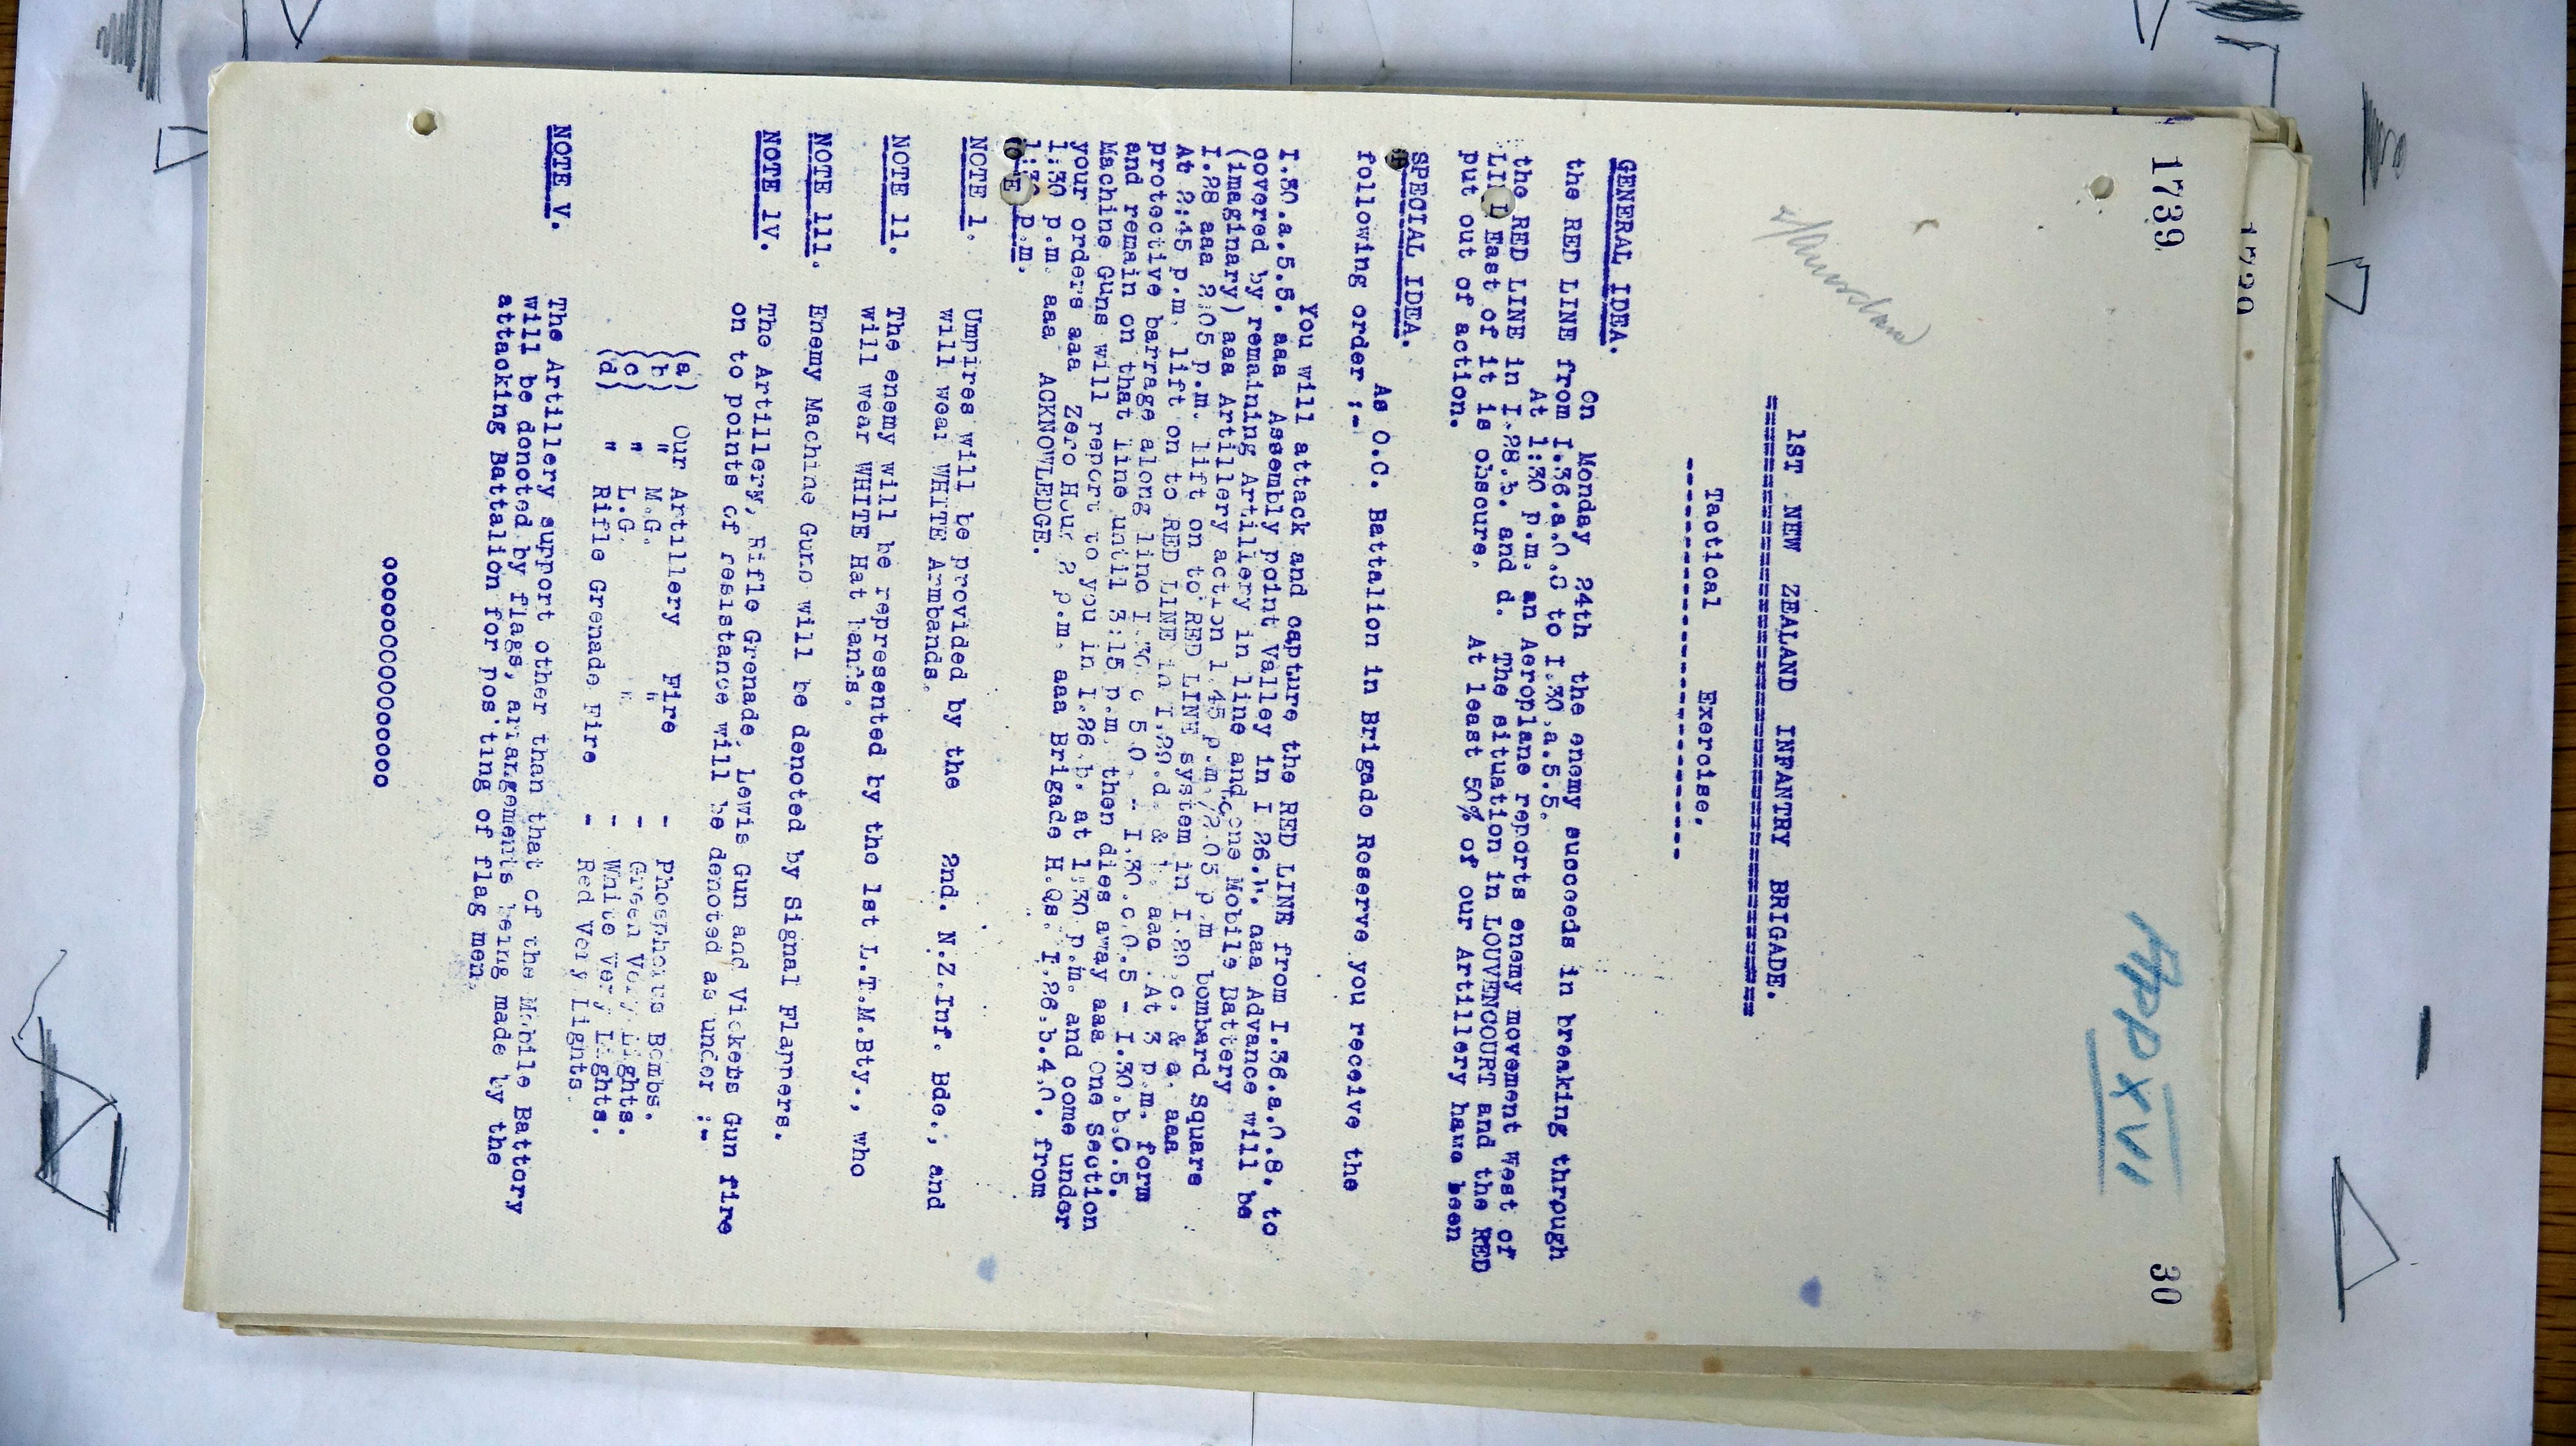 1739
30
App XVI
1ST NEW ZEALAND INFANTRY BRIGADE.
Tactical Exercise.
GENERAL IDEA.
On Monday 24th the enemy succeeds in breaking through
the RED LINE from I.36.a.0.8 to I.30.a.5.5.
At 1:30 p.m. an Aeroplane reports enemy movement West of
the RED LINE in I.28.b. and d. The situation in LOUVENCOURT and the RED
LINE East of it is obscure. At least 50% of our Artillery have been
put out of action.
SPECIAL IDEA.
As O.C. Battalion in Brigade Reserve you receive the
following order :-
You will attack and capture the RED LINE from I.36.a.0.8. to
I.30.a.5.5. aaa Assembly point Valley in I 26.b. aaa Advance will be
covered by remaining Artillery in line and one Mobile Battery
(imaginary) aaa Artillery action 1.45 p.m./2.05 p.m bombard Square
I.28 aaa 2.05 p.m. lift on to RED LINE system in I.29.c. & a. aaa
At 2:45 p.m. lift on to RED LINE in I.29.d. & b. aaa At 3 p.m. form
protective barrage along line I.30 c 5 0. - I.30.c.0.5 - I.30.b.0.5.
and remain on that line until 3:15 p.m. then dies away aaa One Section
Machine Guns will report to you in I.26 b. at 1:30 p.m. and come under
your orders aaa Zero Hour 2 p.m. aaa Brigade H.Qs. I.26.b.4.0. from
1:30 p.m. aaa ACKNOWLEDGE.
1:30 p.m.
NOTE 1. Umpires will be provided by the 2nd. N.Z.Inf. Bde., and
will wear WHITE Armbands.
NOTE 11. The enemy will be represented by the 1st L.T.M.Bty., who
will wear WHITE Hat bands.
NOTE 111. Enemy Machine Guns will be denoted by Signal Flappers.
NOTE 1V. The Artillery, Rifle Grenade, Lewis Gun and Vickers Gun fire
on to points of resistance will be denoted as under :-
(a) Our Artillery Fire - Phosphous Bombs.
(b) " M.G. " - Green Very Lights.
(c) " L.G. " - White Very Lights.
(d) " Rifle Grenade Fire - Red Very Lights.
NOTE V. The Artillery support other than that of the Mobile Battory
will be donoted by flags, arrangements being made by the
attacking Battalion for posting of flag men.
ooooo0000000oooooo